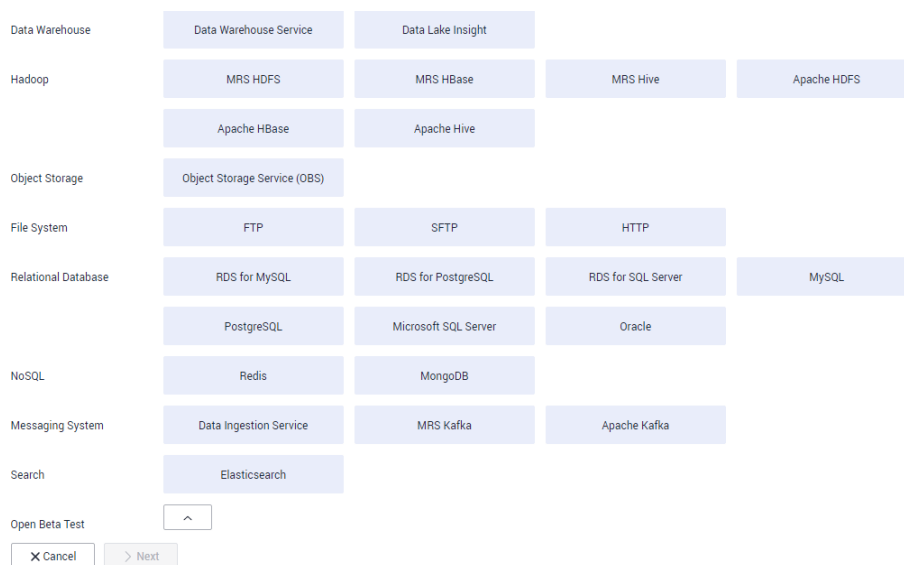 Data Warehouse Data Warehouse Service Data Lake Insight
Hadoop MRS HDFS MRS HBase MRS Hive Apache HDFS
Apache HBase Apache Hive
Object Storage Object Storage Service (OBS)
File System FTP SFTP HTTP
Relational Database RDS for MySQL RDS for PostgreSQL RDS for SQL Server MySQL
PostgreSQL Microsoft SQL Server Oracle
NoSQL Redis MongoDB
Messaging System Data Ingestion Service MRS Kafka Apache Kafka
Search Elasticsearch
Open Beta Test
Cancel Next